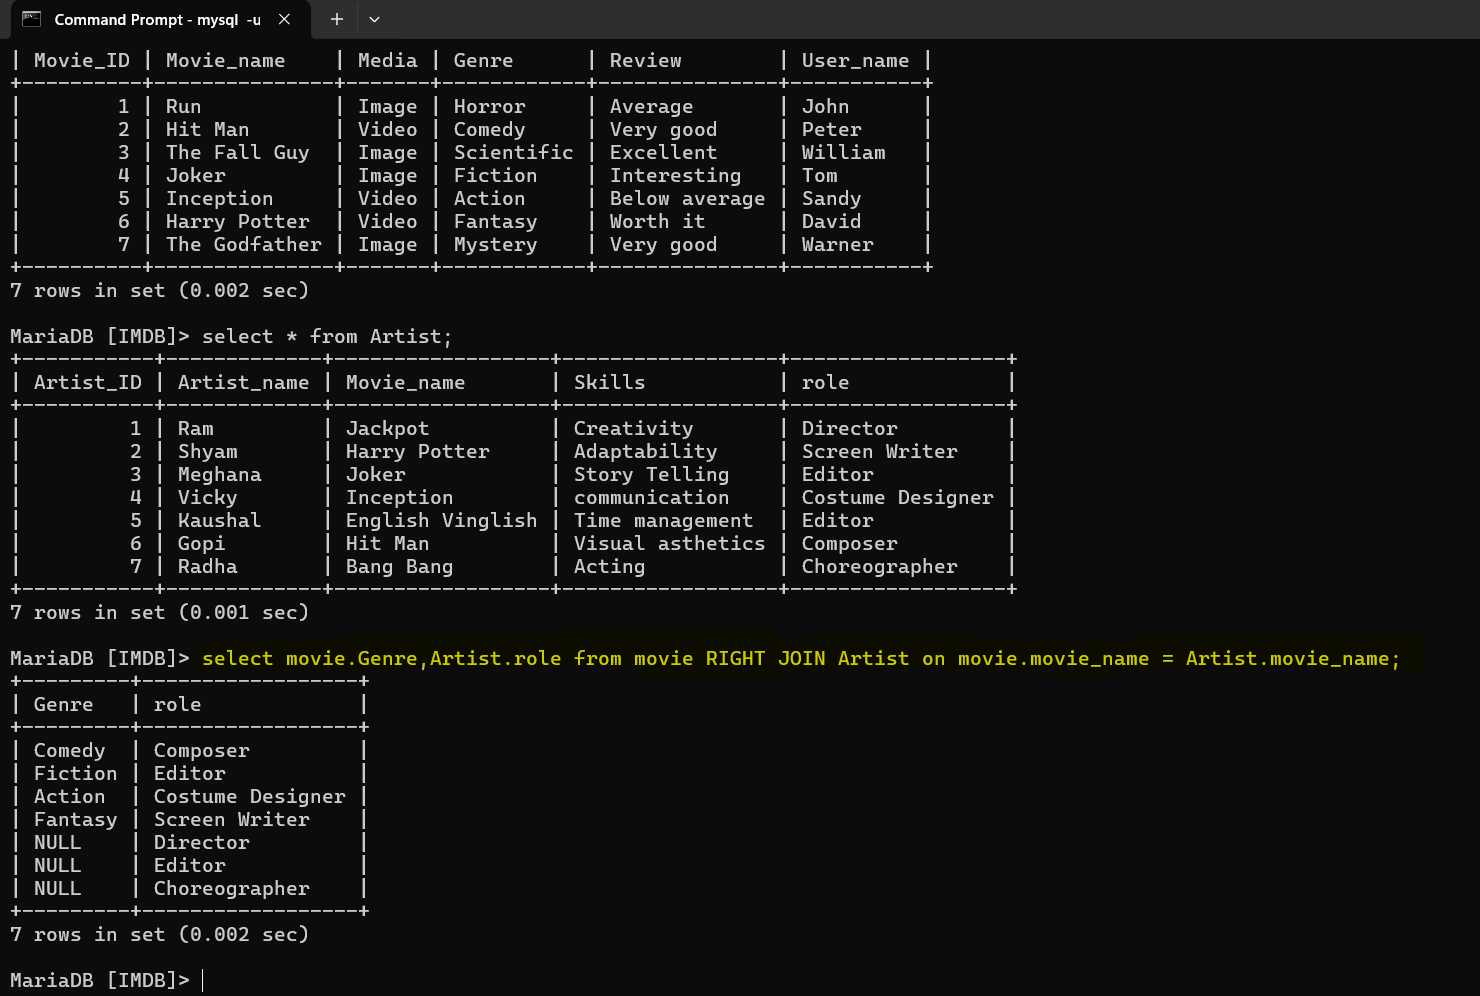 Command Prompt - mysql -u
| Movie_ID | Movie_name    | Media | Genre      | Review        | User_name |
+----------+---------------+-------+------------+---------------+-----------+
|        1 | Run           | Image | Horror     | Average       | John      |
|        2 | Hit Man       | Video | Comedy     | Very good     | Peter     |
|        3 | The Fall Guy  | Image | Scientific | Excellent     | William   |
|        4 | Joker         | Image | Fiction    | Interesting   | Tom       |
|        5 | Inception     | Video | Action     | Below average | Sandy     |
|        6 | Harry Potter  | Video | Fantasy    | Worth it      | David     |
|        7 | The Godfather | Image | Mystery    | Very good     | Warner    |
+----------+---------------+-------+------------+---------------+-----------+
7 rows in set (0.002 sec)
MariaDB [IMDB]> select * from Artist;
+-----------+-------------+------------------+------------------+------------------+
| Artist_ID | Artist_name | Movie_name       | Skills           | role             |
+-----------+-------------+------------------+------------------+------------------+
|         1 | Ram         | Jackpot          | Creativity       | Director         |
|         2 | Shyam       | Harry Potter     | Adaptability     | Screen Writer    |
|         3 | Meghana     | Joker            | Story Telling    | Editor           |
|         4 | Vicky       | Inception        | communication    | Costume Designer |
|         5 | Kaushal     | English Vinglish | Time management  | Editor           |
|         6 | Gopi        | Hit Man          | Visual asthetics | Composer         |
|         7 | Radha       | Bang Bang        | Acting           | Choreographer    |
+-----------+-------------+------------------+------------------+------------------+
7 rows in set (0.001 sec)
MariaDB [IMDB]> select movie.Genre,Artist.role from movie RIGHT JOIN Artist on movie.movie_name = Artist.movie_name;
+---------+------------------+
| Genre   | role             |
+---------+------------------+
| Comedy  | Composer         |
| Fiction | Editor           |
| Action  | Costume Designer |
| Fantasy | Screen Writer    |
| NULL    | Director         |
| NULL    | Editor           |
| NULL    | Choreographer    |
+---------+------------------+
7 rows in set (0.002 sec)
MariaDB [IMDB]>